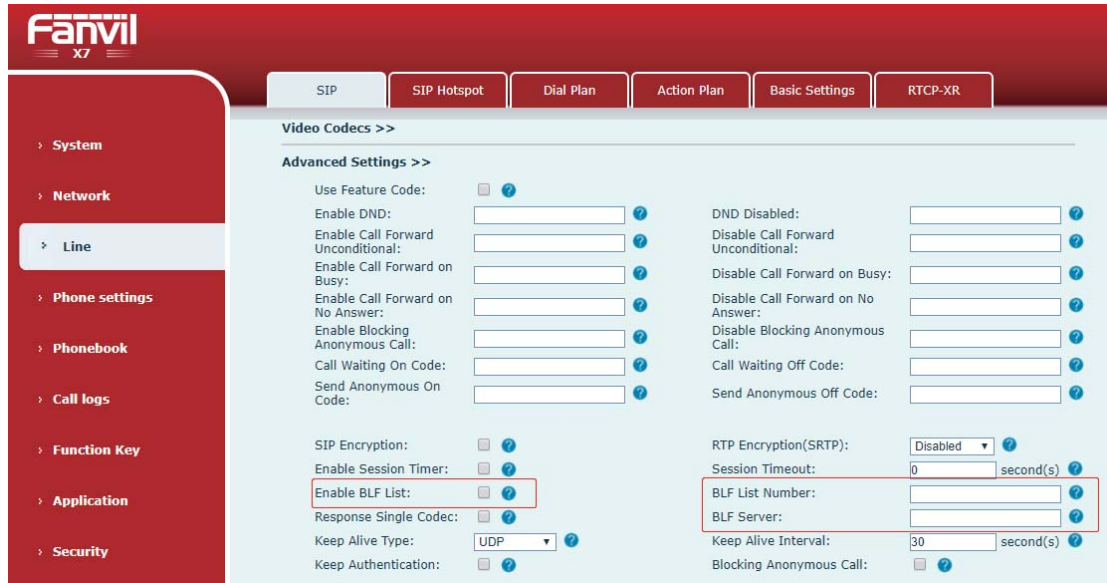 Fanvil
X7
SIP
SIP Hotspot
Dial Plan
Action Plan
Basic Settings
RTCP-XR
› System
› Network
› Line
› Phone settings
› Phonebook
› Call logs
› Function Key
› Application
› Security
Video Codecs >>
Advanced Settings >>
Use Feature Code: ?
Enable DND: ? DND Disabled: ?
Enable Call Forward
Unconditional: ? Disable Call Forward
Unconditional: ?
Enable Call Forward on
Busy: ? Disable Call Forward on Busy: ?
Enable Call Forward on
No Answer: ? Disable Call Forward on No
Answer: ?
Enable Blocking
Anonymous Call: ? Disable Blocking Anonymous
Call: ?
Call Waiting On Code: ? Call Waiting Off Code: ?
Send Anonymous On
Code: ? Send Anonymous Off Code: ?
SIP Encryption: ? RTP Encryption(SRTP): Disabled ?
Enable Session Timer: ? Session Timeout: 0 second(s) ?
Enable BLF List: ? BLF List Number: ?
Response Single Codec: ? BLF Server: ?
Keep Alive Type: UDP ? Keep Alive Interval: 30 second(s) ?
Keep Authentication: ? Blocking Anonymous Call: ?